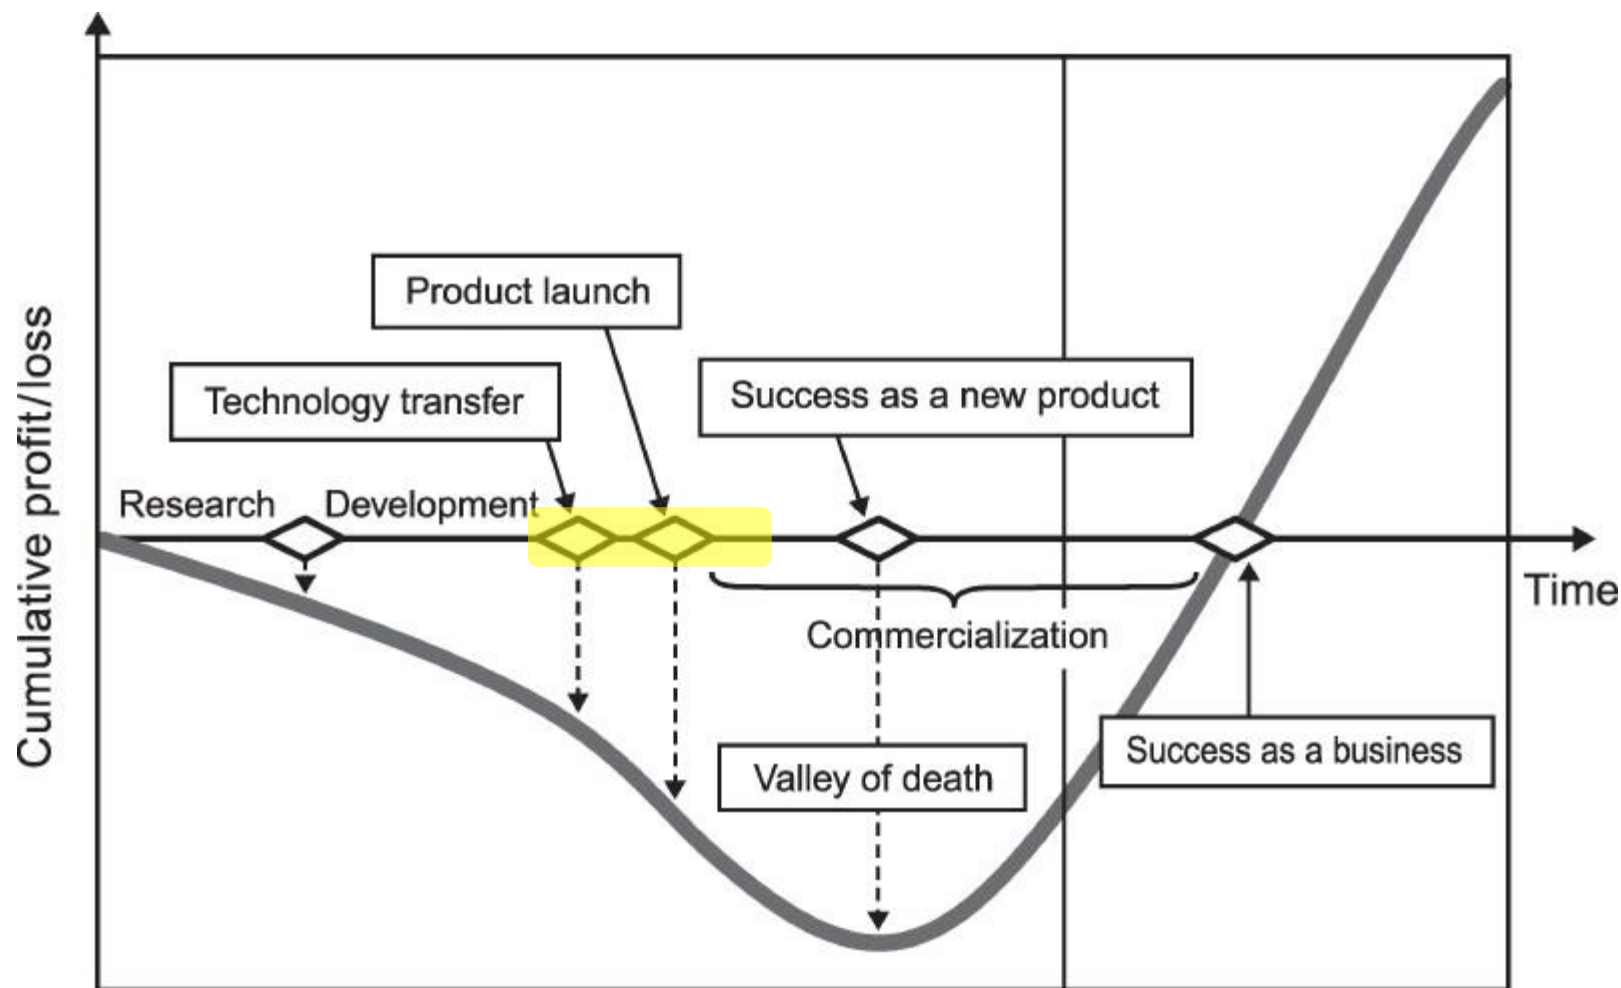 Product launch
Technology transfer
Success as a new product
Research
Development
Time
Commercialization
Cumulative profit/loss
Valley of death
Success as a business